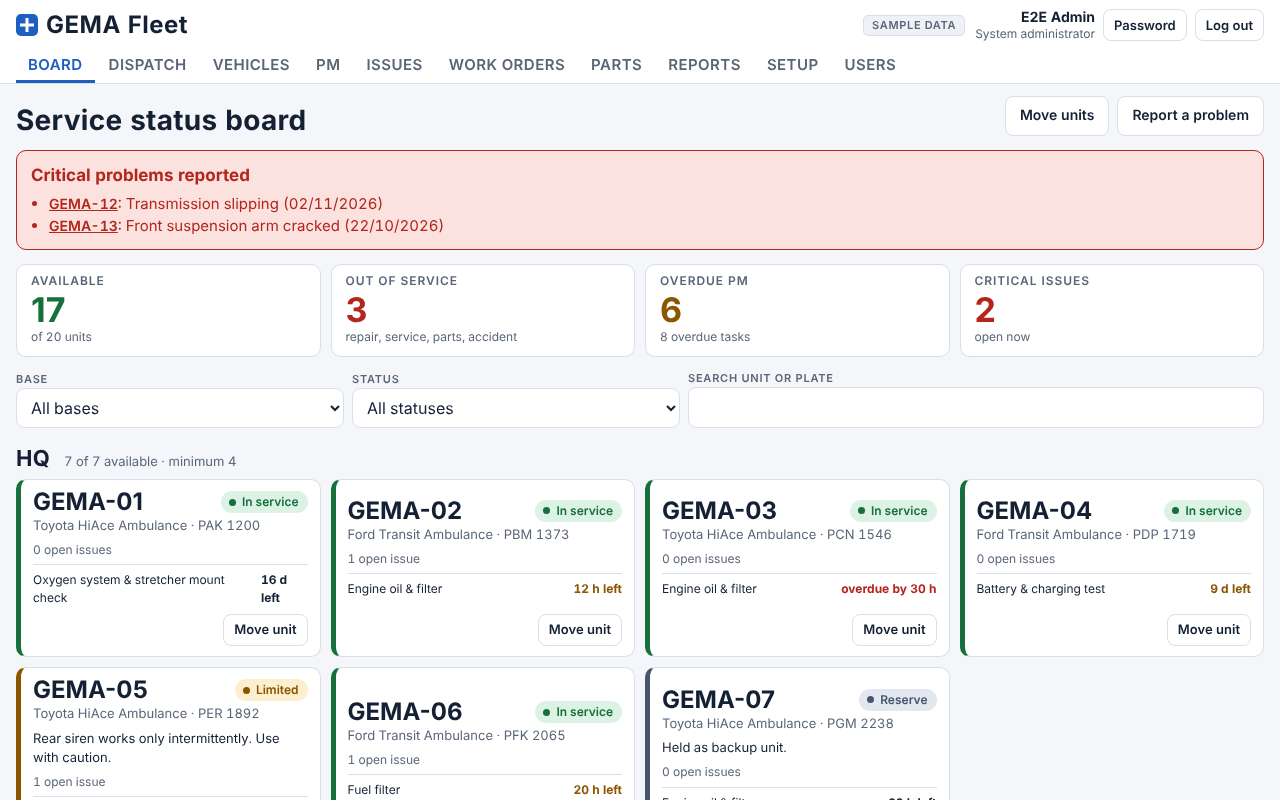 GEMA Fleet
SAMPLE DATA
E2E Admin
System administrator
Password
Log out
BOARD DISPATCH VEHICLES PM ISSUES WORK ORDERS PARTS REPORTS SETUP USERS
Service status board
Move units
Report a problem
Critical problems reported
• GEMA-12: Transmission slipping (02/11/2026)
• GEMA-13: Front suspension arm cracked (22/10/2026)
AVAILABLE
17
of 20 units
OUT OF SERVICE
3
repair, service, parts, accident
OVERDUE PM
6
8 overdue tasks
CRITICAL ISSUES
2
open now
BASE
All bases
STATUS
All statuses
SEARCH UNIT OR PLATE
HQ 7 of 7 available · minimum 4
GEMA-01 In service
Toyota HiAce Ambulance · PAK 1200
0 open issues
Oxygen system & stretcher mount check
16 d left
Move unit
GEMA-02 In service
Ford Transit Ambulance · PBM 1373
1 open issue
Engine oil & filter 12 h left
Move unit
GEMA-03 In service
Toyota HiAce Ambulance · PCN 1546
0 open issues
Engine oil & filter overdue by 30 h
Move unit
GEMA-04 In service
Ford Transit Ambulance · PDP 1719
0 open issues
Battery & charging test 9 d left
Move unit
GEMA-05 Limited
Toyota HiAce Ambulance · PER 1892
Rear siren works only intermittently. Use
with caution.
1 open issue
GEMA-06 In service
Ford Transit Ambulance · PFK 2065
1 open issue
Fuel filter 20 h left
GEMA-07 Reserve
Toyota HiAce Ambulance · PGM 2238
Held as backup unit.
0 open issues